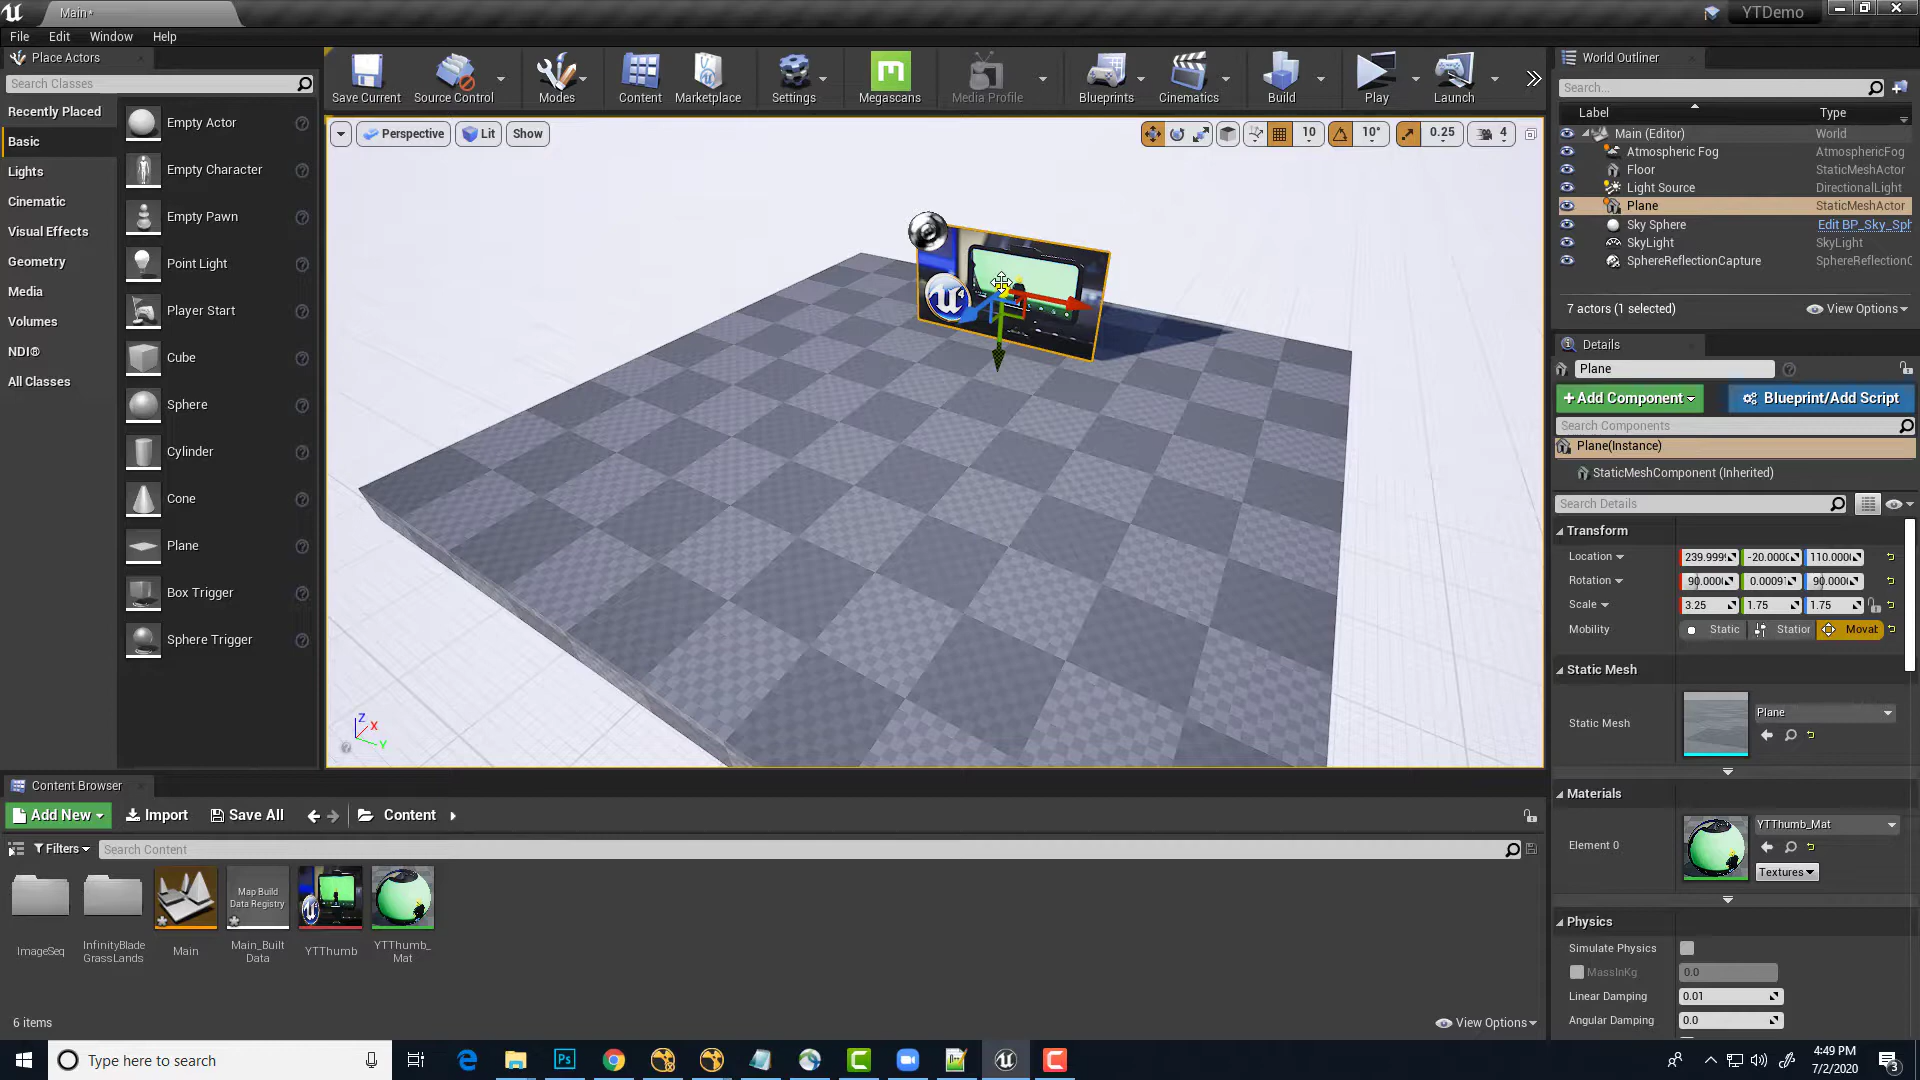 Main*
YTDemo
File Edit Window Help
Place Actors
Search Classes
Recently Placed
Basic
Lights
Cinematic
Visual Effects
Geometry
Media
Volumes
NDI®
All Classes
Empty Actor
Empty Character
Empty Pawn
Point Light
Player Start
Cube
Sphere
Cylinder
Cone
Plane
Box Trigger
Sphere Trigger
Save Current Source Control Modes Content Marketplace Settings Megascans Media Profile Blueprints Cinematics Build Play Launch
Perspective Lit Show 10 10° 0.25 4
Z X
Y
World Outliner
Search...
Label Type
Main (Editor) World
Atmospheric Fog AtmosphericFog
Floor StaticMeshActor
Light Source DirectionalLight
Plane StaticMeshActor
Sky Sphere Edit BP_Sky_Sph
SkyLight SkyLight
SphereReflectionCapture SphereReflectionC
7 actors (1 selected) View Options
Details
Plane
+Add Component Blueprint/Add Script
Search Components
Plane(Instance)
StaticMeshComponent (Inherited)
Search Details
Transform
Location 239.999 -20.000 110.000
Rotation 90.000 0.0009 90.000
Scale 3.25 1.75 1.75
Mobility Static Station Movab
Static Mesh
Static Mesh Plane
Materials
Element 0 YTThumb_Mat
Textures
Physics
Simulate Physics
MassInKg 0.0
Linear Damping 0.01
Angular Damping 0.0
Content Browser
Add New Import Save All Content
Filters Search Content
Map Build
Data Registry
ImageSeq
InfinityBlade
GrassLands
Main
Main_Built
Data
YTThumb
YTThumb_
Mat
6 items View Options
Type here to search
4:49 PM
7/2/2020
3